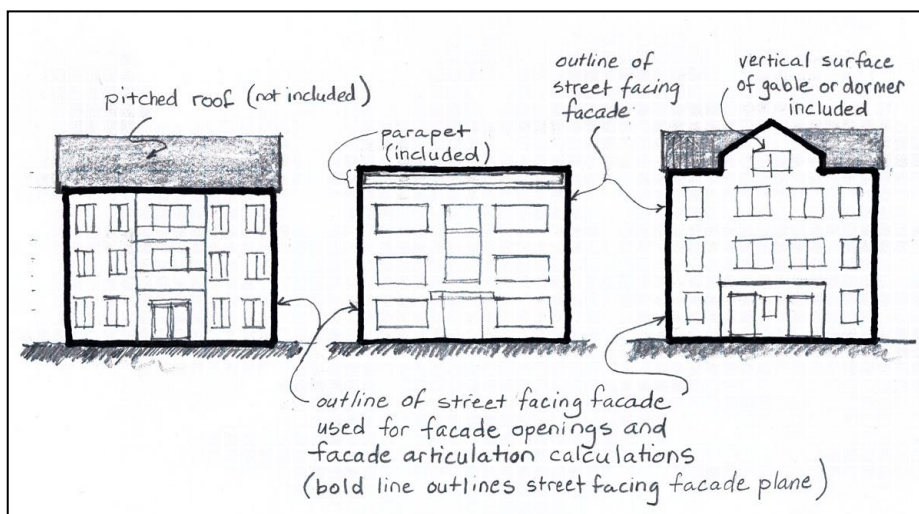 pitched roof (not included)
parapet
(included)
outline of
street facing
facade
vertical surface
of gable or dormer
included
outline of street facing facade
used for facade openings and
facade articulation calculations
(bold line outlines street facing facade plane)